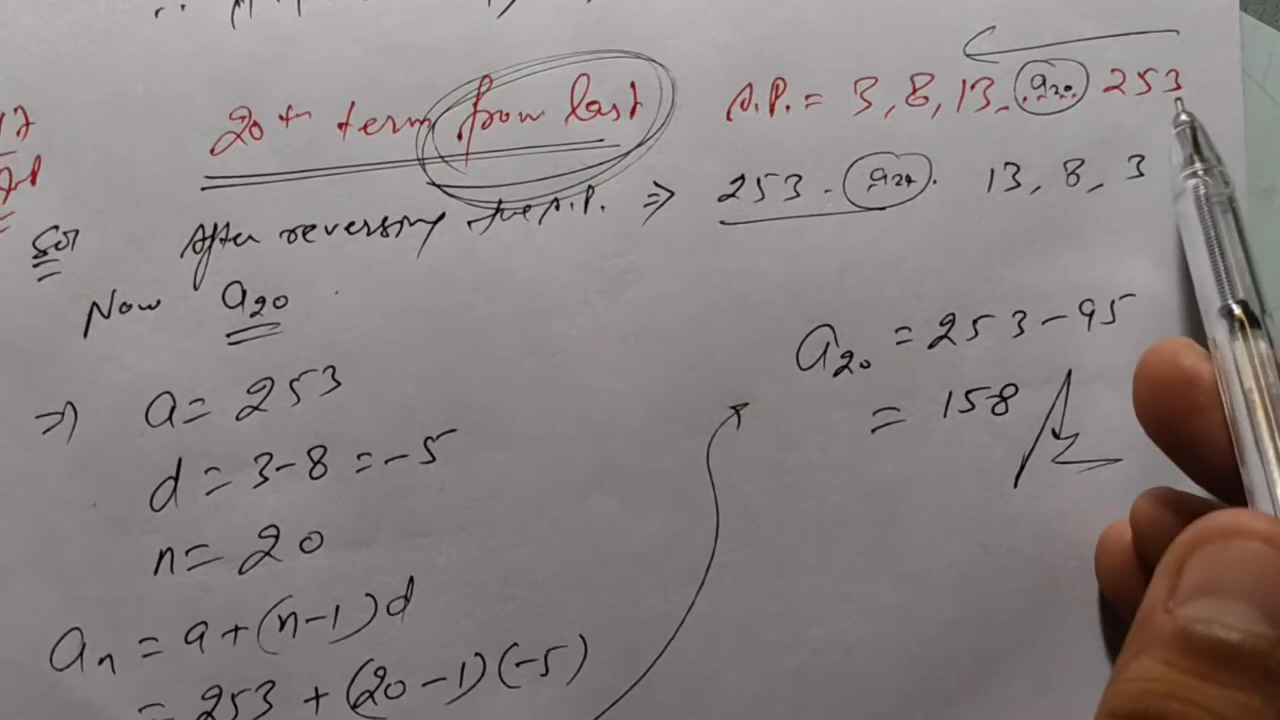 17
20th term from last
A.P. = 3, 8, 13, .. a20 .. 253
Sol After reversing the A.P. ⇒ 253 . a20 . 13, 8, 3
Now a20
⇒ a = 253
d = 3-8 = -5
n = 20
an = a+(n-1)d
= 253 + (20-1)(-5)
a20 = 253-95
= 158